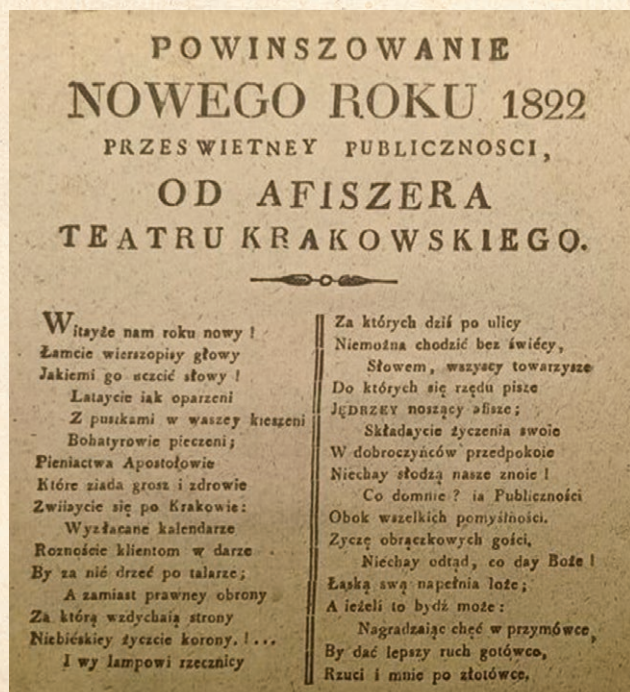 POWINSZOWANIE
NOWEGO ROKU 1822
PRZESWIETNEY PUBLICZNOSCI,
OD AFISZERA
TEATRU KRAKOWSKIEGO.
Witayże nam roku nowy !
Łamcie wierszopisy głowy
Jakiemi go uczcić słowy !
Lataycie iak oparzeni
Z puszkami w waszey kieszeni
Bohatyrowie pieczeni;
Pieniactwa Apostołowie
Które ziada grosz i zdrowie
Zwiiaycie się po Krakowie:
Wyzłacane kalendarze
Roznoście klientom w darze
By za nić drzeć po talarze;
A zamiast prawney obrony
Za którą wzdychaią strony
Niebiéskiey życzcie korony. !...
I wy lampowi rzecznicy
Za których dziś po ulicy
Niemożna chodzić bez świécy,
Słowem, wszyscy towarzysze
Do których się rzędu pisze
JĘDRZEY noszący afisze;
Składaycie życzenia swoie
W dobroczyńców przedpokoie
Niechay słodzą nasze znoie !
Co domnie ? ia Publiczności
Obok wszelkich pomyślności.
Zyczę obrączkowych gości,
Niechay odtąd, co day Boże !
Łaską swą napełnia loże;
A ieżeli to bydź może:
Nagradzaiąc chęć w przymówce,
By dać lepszy ruch gotówce,
Rzuci i mnie po złotówce.